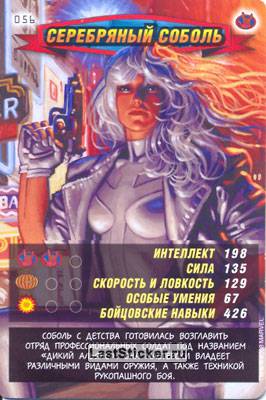 056
СЕРЕБРЯНЫЙ СОБОЛЬ
ИНТЕЛЛЕКТ 198
СИЛА 135
СКОРОСТЬ И ЛОВКОСТЬ 129
ОСОБЫЕ УМЕНИЯ 67
БОЙЦОВСКИЕ НАВЫКИ 426
СОБОЛЬ С ДЕТСТВА ГОТОВИЛАСЬ ВОЗГЛАВИТЬ
ОТРЯД ПРОФЕССИОНАЛЬНЫХ СОЛДАТ ПОД НАЗВАНИЕМ
«ДИКИЙ ВЛАДЕЕТ
LastSticker.ru
РАЗЛИЧНЫМИ ВИДАМИ ОРУЖИЯ, А ТАКЖЕ ТЕХНИКОЙ
РУКОПАШНОГО БОЯ.
MARVEL